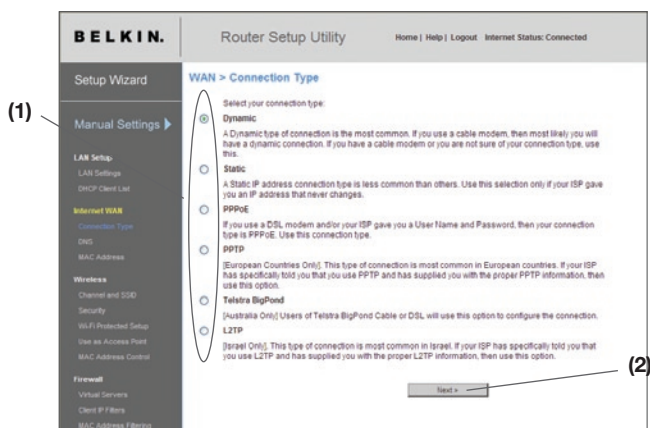 BELKIN.
Router Setup Utility
Home | Help | Logout   Internet Status: Connected
Setup Wizard
Manual Settings
LAN Setup
LAN Settings
DHCP Client List
Internet WAN
Connection Type
DNS
MAC Address
Wireless
Channel and SSID
Security
Wi-Fi Protected Setup
Use as Access Point
MAC Address Control
Firewall
Virtual Servers
Client IP Filters
MAC Address Filtering
(1)
WAN > Connection Type
Select your connection type:
Dynamic
A Dynamic type of connection is the most common. If you use a cable modem, then most likely you will
have a dynamic connection. If you have a cable modem or you are not sure of your connection type, use
this.
Static
A Static IP address connection type is less common than others. Use this selection only if your ISP gave
you an IP address that never changes.
PPPoE
If you use a DSL modem and/or your ISP gave you a User Name and Password, then your connection
type is PPPoE. Use this connection type.
PPTP
[European Countries Only]. This type of connection is most common in European countries. If your ISP
has specifically told you that you use PPTP and has supplied you with the proper PPTP information, then
use this option.
Telstra BigPond
[Australia Only] Users of Telstra BigPond Cable or DSL will use this option to configure the connection.
L2TP
[Israel Only]. This type of connection is most common in Israel. If your ISP has specifically told you that
you use L2TP and has supplied you with the proper L2TP information, then use this option.
Next >
(2)